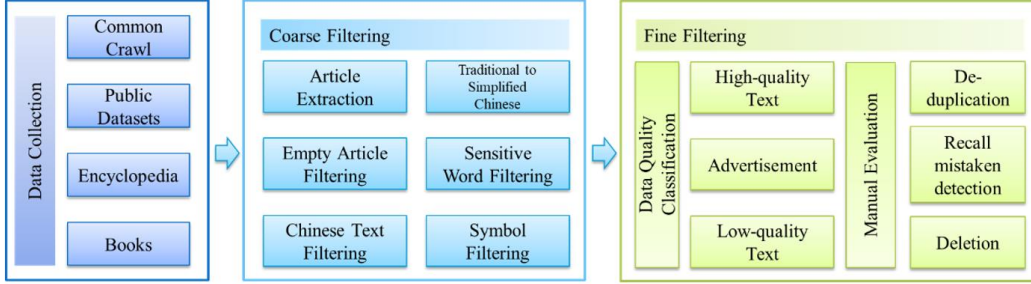 Data Collection
Common
Crawl
Public
Datasets
Encyclopedia
Books
Coarse Filtering
Article
Extraction
Traditional to
Simplified
Chinese
Empty Article
Filtering
Sensitive
Word Filtering
Chinese Text
Filtering
Symbol
Filtering
Fine Filtering
Data Quality
Classification
High-quality
Text
Advertisement
Low-quality
Text
Manual Evaluation
De-
duplication
Recall
mistaken
detection
Deletion